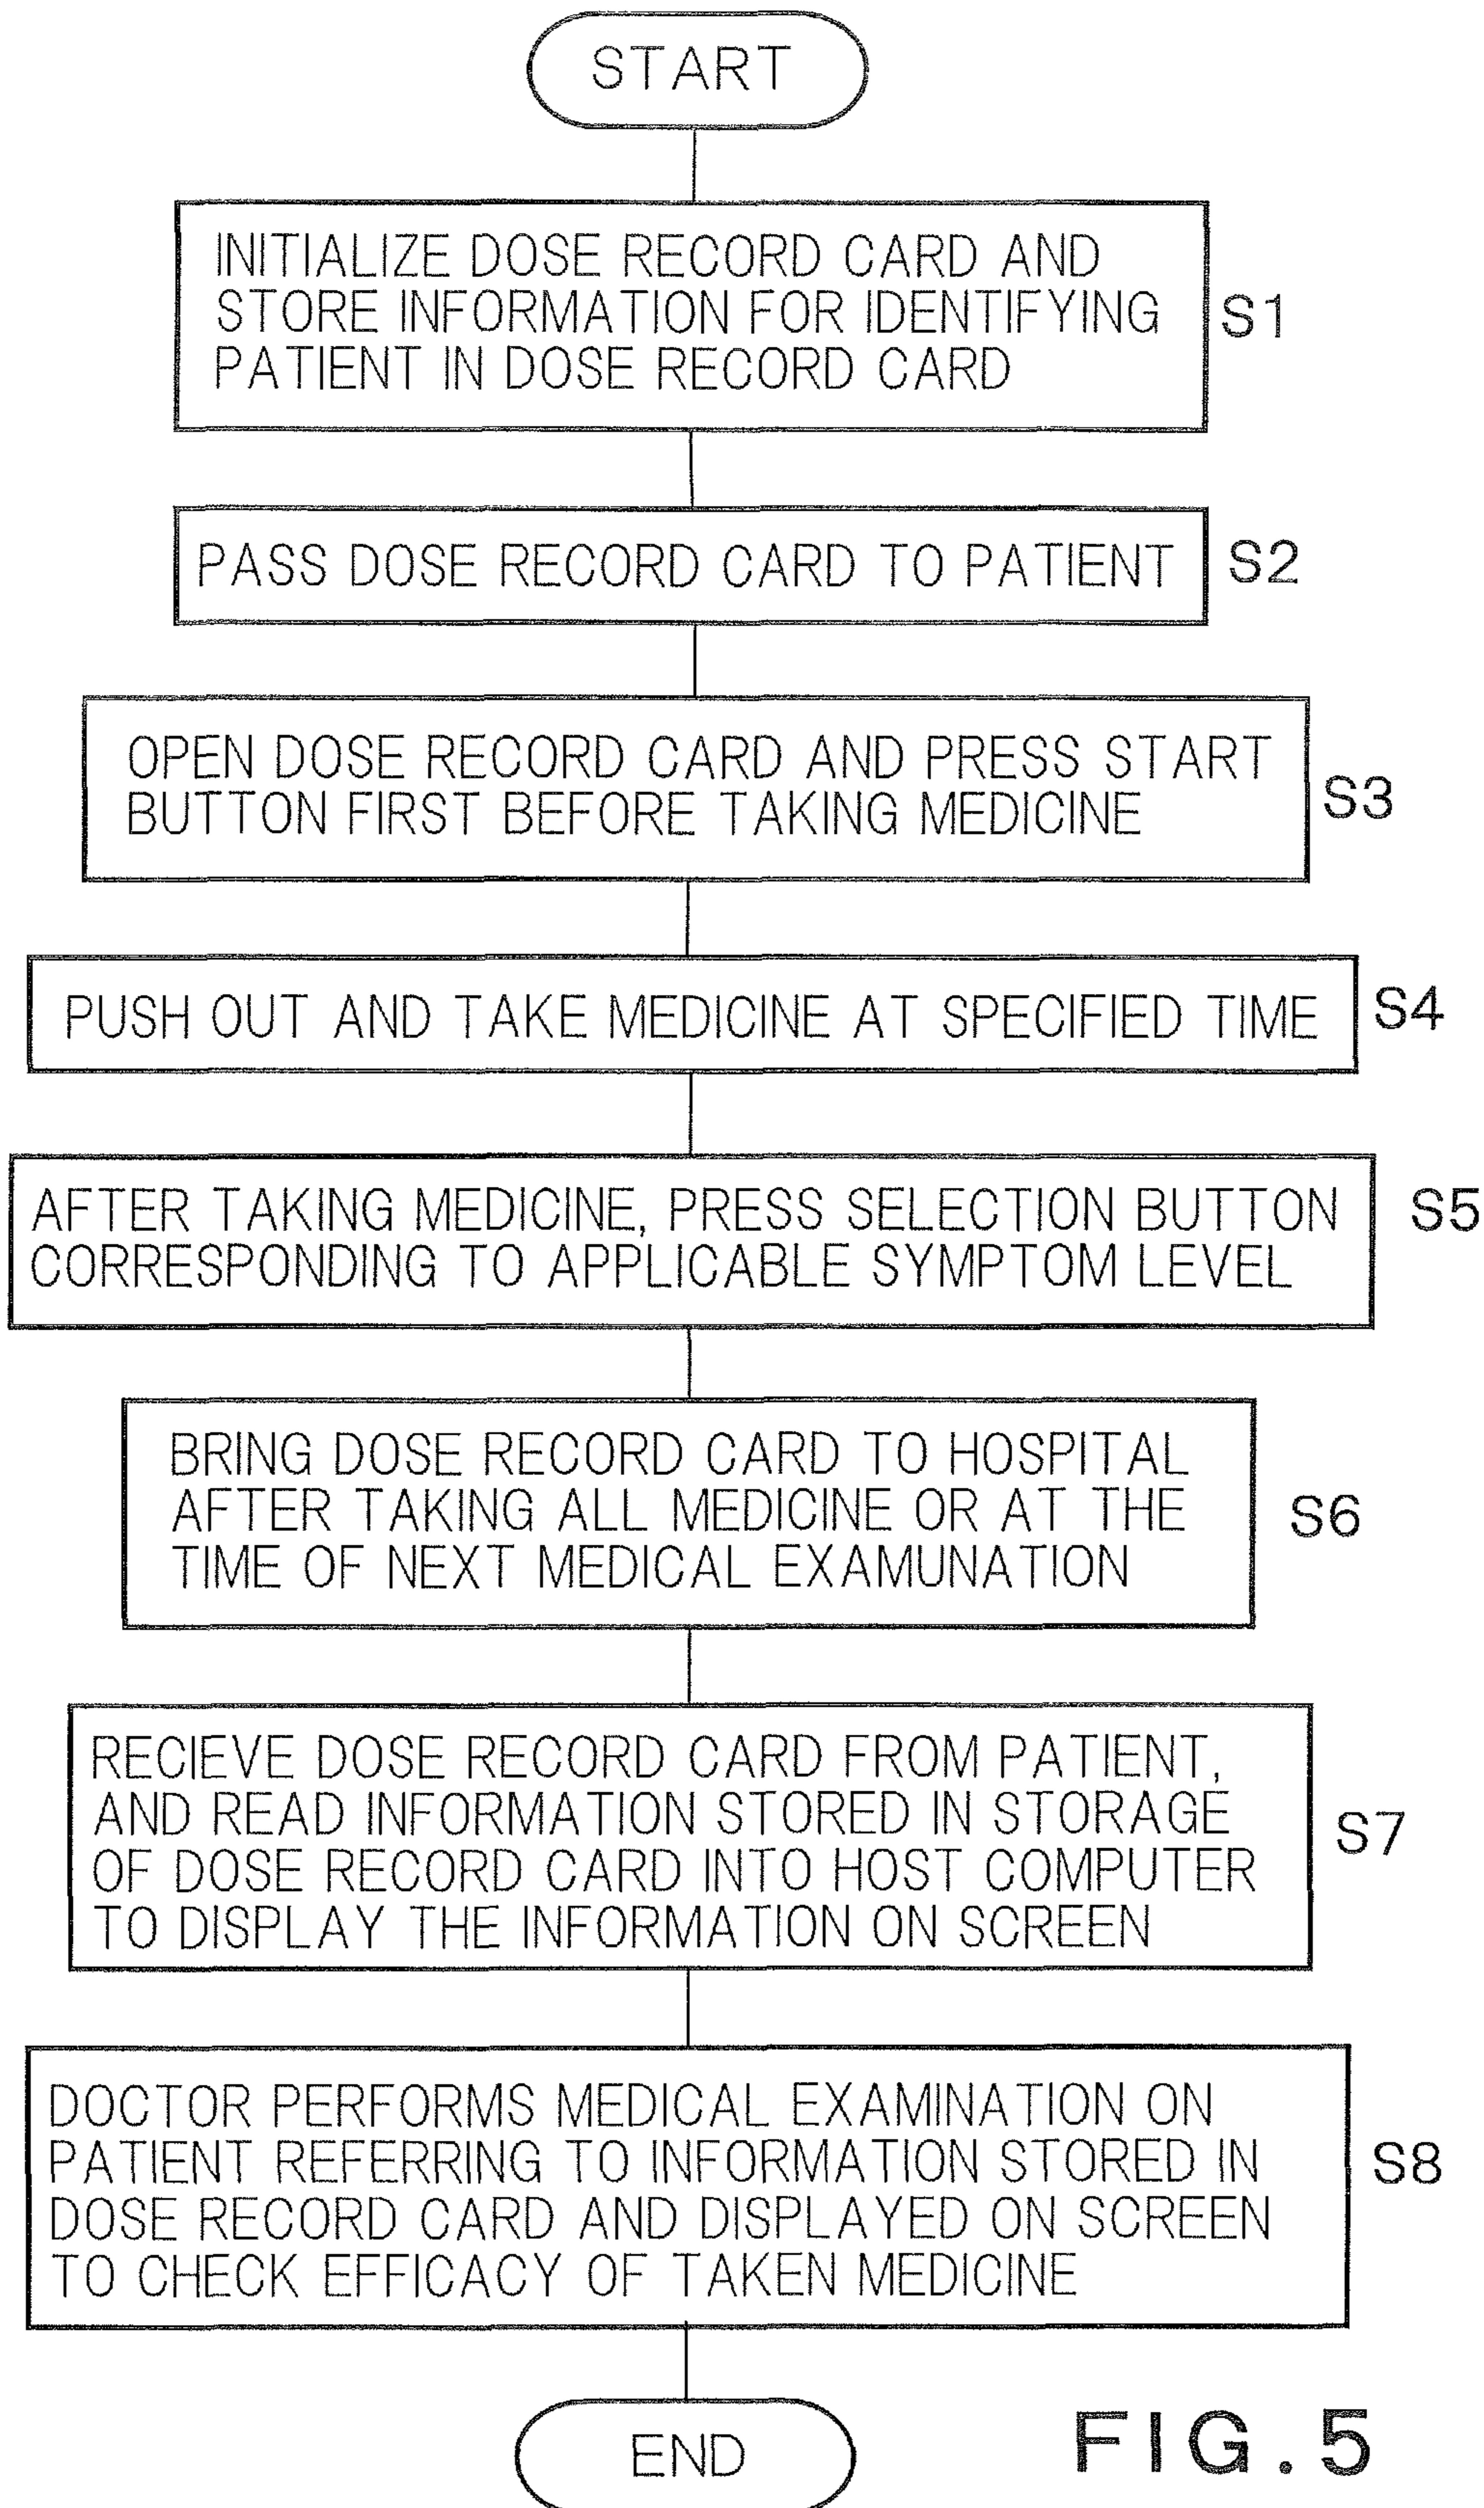 START
INITIALIZE DOSE RECORD CARD AND
STORE INFORMATION FOR IDENTIFYING
PATIENT IN DOSE RECORD CARD
S1
PASS DOSE RECORD CARD TO PATIENT
S2
OPEN DOSE RECORD CARD AND PRESS START
BUTTON FIRST BEFORE TAKING MEDICINE
S3
PUSH OUT AND TAKE MEDICINE AT SPECIFIED TIME
S4
AFTER TAKING MEDICINE, PRESS SELECTION BUTTON
CORRESPONDING TO APPLICABLE SYMPTOM LEVEL
S5
BRING DOSE RECORD CARD TO HOSPITAL
AFTER TAKING ALL MEDICINE OR AT THE
TIME OF NEXT MEDICAL EXAMUNATION
S6
RECIEVE DOSE RECORD CARD FROM PATIENT,
AND READ INFORMATION STORED IN STORAGE
OF DOSE RECORD CARD INTO HOST COMPUTER
TO DISPLAY THE INFORMATION ON SCREEN
S7
DOCTOR PERFORMS MEDICAL EXAMINATION ON
PATIENT REFERRING TO INFORMATION STORED IN
DOSE RECORD CARD AND DISPLAYED ON SCREEN
TO CHECK EFFICACY OF TAKEN MEDICINE
S8
END
FIG.5